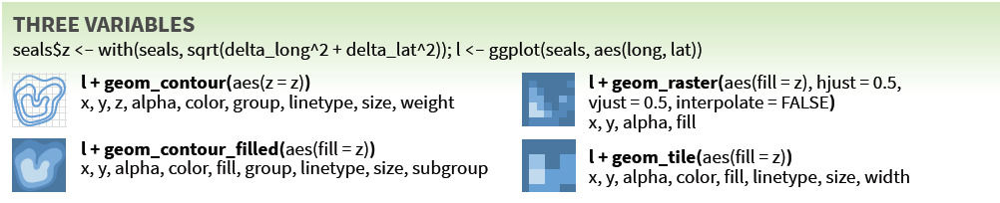 THREE VARIABLES
seals$z <- with(seals, sqrt(delta_long^2 + delta_lat^2)); l <- ggplot(seals, aes(long, lat))
l + geom_contour(aes(z = z))
x, y, z, alpha, color, group, linetype, size, weight
l + geom_contour_filled(aes(fill = z))
x, y, alpha, color, fill, group, linetype, size, subgroup
l + geom_raster(aes(fill = z), hjust = 0.5,
vjust = 0.5, interpolate = FALSE)
x, y, alpha, fill
l + geom_tile(aes(fill = z))
x, y, alpha, color, fill, linetype, size, width